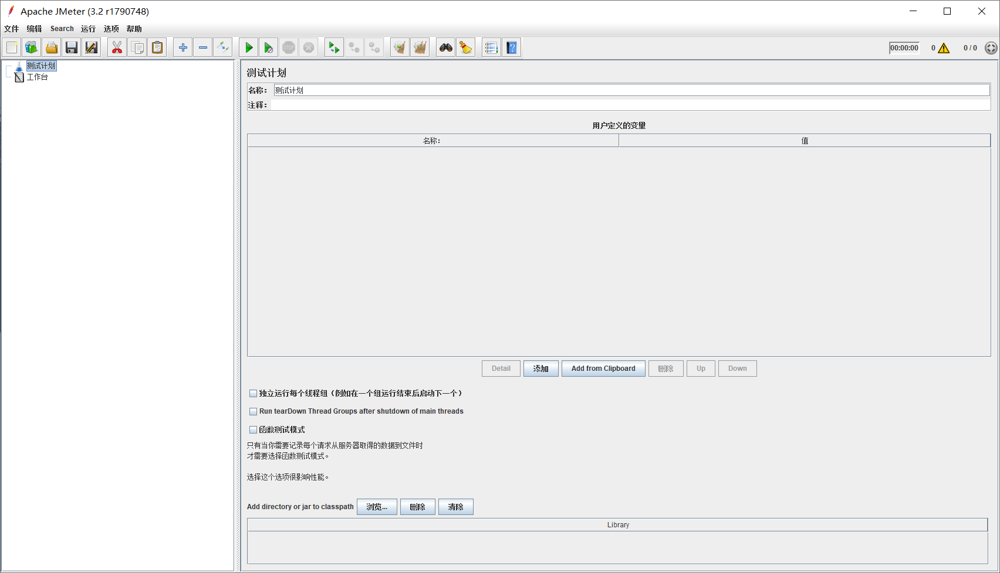 Apache JMeter (3.2 r1790748)
文件 编辑 Search 运行 选项 帮助
00:00:00 0 0 / 0
测试计划
工作台
测试计划
名称： 测试计划
注释：
用户定义的变量
名称： 值
Detail 添加 Add from Clipboard 删除 Up Down
独立运行每个线程组（例如在一个组运行结束后启动下一个）
Run tearDown Thread Groups after shutdown of main threads
函数测试模式
只有当你需要记录每个请求从服务器取得的数据到文件时
才需要选择函数测试模式。
选择这个选项很影响性能。
Add directory or jar to classpath 浏览... 删除 清除
Library